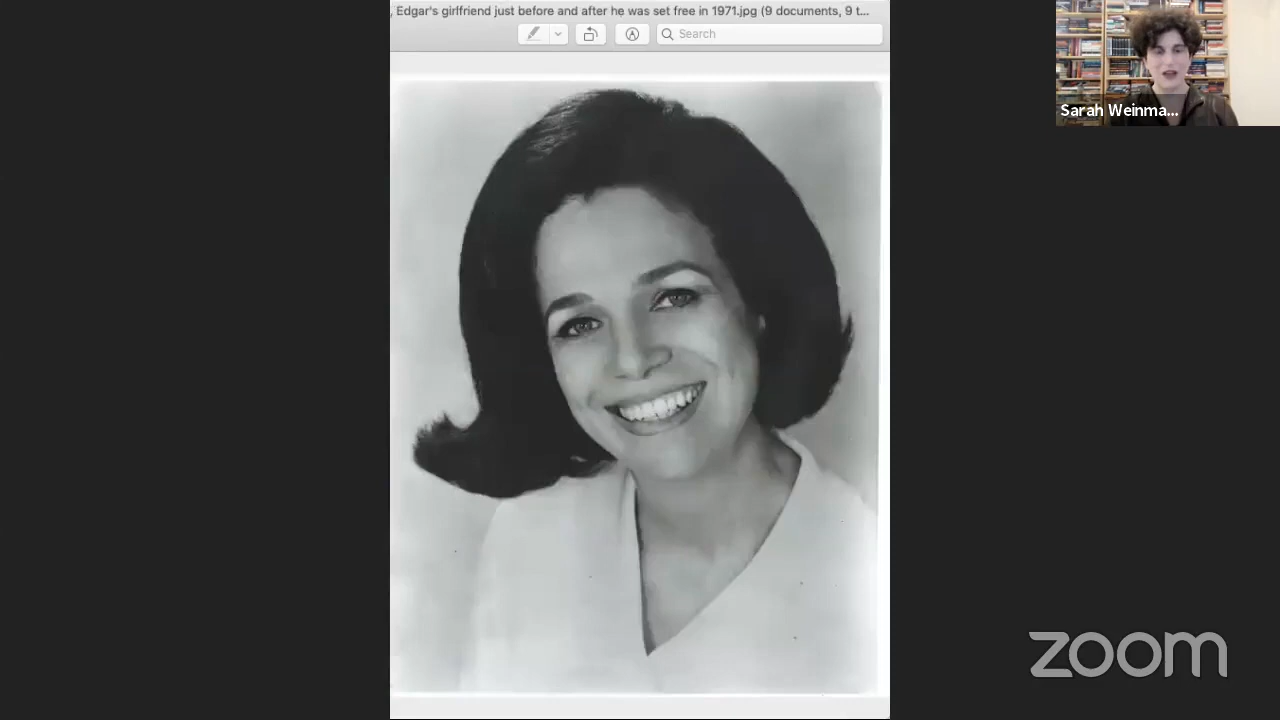 , Edgar's girlfriend just before and after he was set free in 1971.jpg (9 documents, 9 t...
Search
Sarah Weinma...
zoom